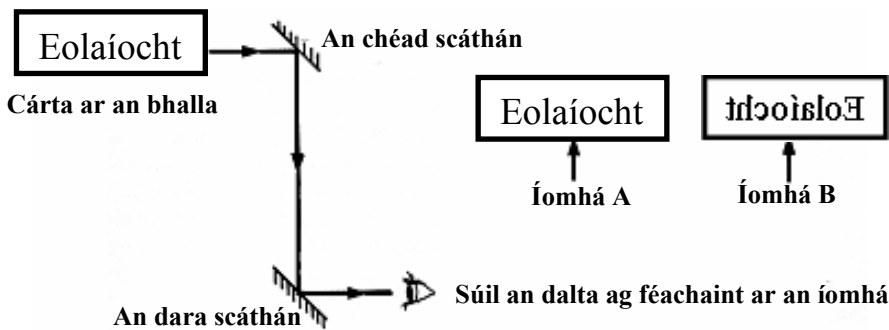 Eolaíocht
An chéad scáthán
Cárta ar an bhalla
Eolaíocht
Eolaíocht
Íomhá A
Íomhá B
Súil an dalta ag féachaint ar an íomhá
An dara scáthán